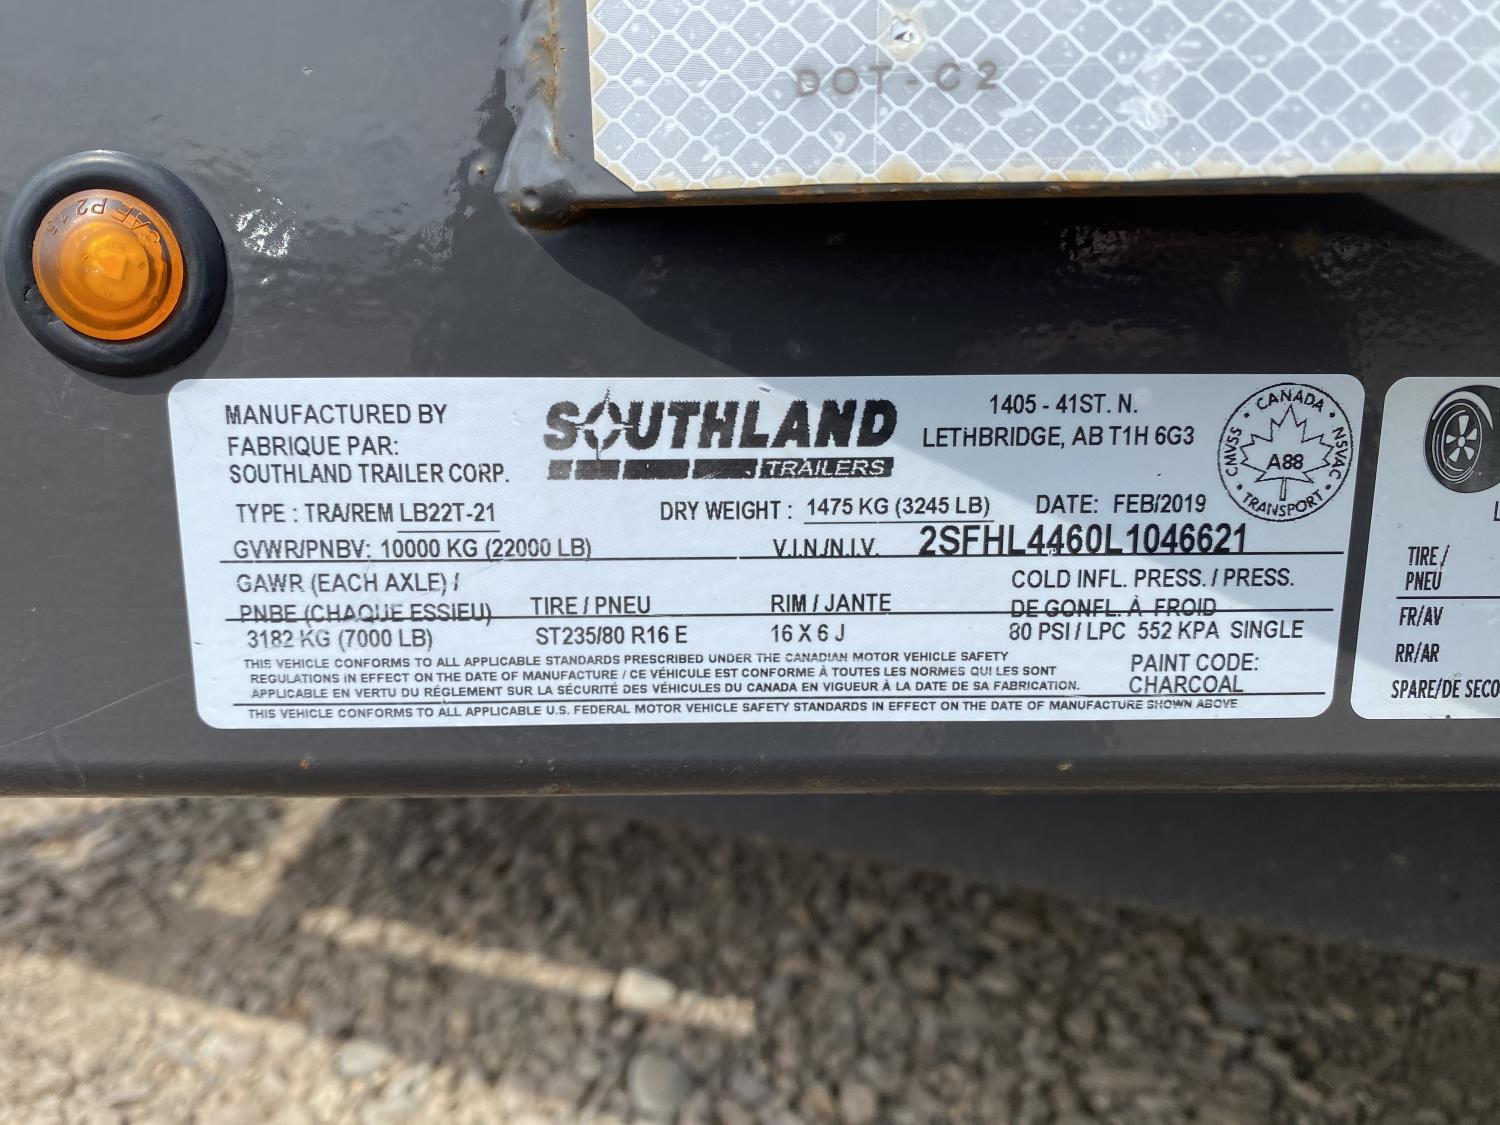 DOT-C2
SAE P2 15
MANUFACTURED BY
FABRIQUE PAR:
SOUTHLAND TRAILER CORP.
SOUTHLAND
TRAILERS
1405 - 41ST. N.
LETHBRIDGE, AB T1H 6G3
CANADA
CMVSS NSVAC
A88
TRANSPORT
TYPE : TRA/REM LB22T-21
DRY WEIGHT : 1475 KG (3245 LB)
DATE: FEB/2019
GVWR/PNBV: 10000 KG (22000 LB)
V.I.N./N.I.V. 2SFHL4460L1046621
GAWR (EACH AXLE) /
PNBE (CHAQUE ESSIEU)
TIRE / PNEU
RIM / JANTE
COLD INFL. PRESS. / PRESS.
DE GONFL. À FROID
3182 KG (7000 LB)
ST235/80 R16 E
16 X 6 J
80 PSI / LPC 552 KPA SINGLE
THIS VEHICLE CONFORMS TO ALL APPLICABLE STANDARDS PRESCRIBED UNDER THE CANADIAN MOTOR VEHICLE SAFETY
REGULATIONS IN EFFECT ON THE DATE OF MANUFACTURE / CE VÉHICULE EST CONFORME À TOUTES LES NORMES QUI LES SONT
APPLICABLE EN VERTU DU RÉGLEMENT SUR LA SÉCURITÉ DES VÉHICULES DU CANADA EN VIGUEUR À LA DATE DE SA FABRICATION.
PAINT CODE:
CHARCOAL
THIS VEHICLE CONFORMS TO ALL APPLICABLE U.S. FEDERAL MOTOR VEHICLE SAFETY STANDARDS IN EFFECT ON THE DATE OF MANUFACTURE SHOWN ABOVE
TIRE /
PNEU
FR/AV
RR/AR
SPARE/DE SECO